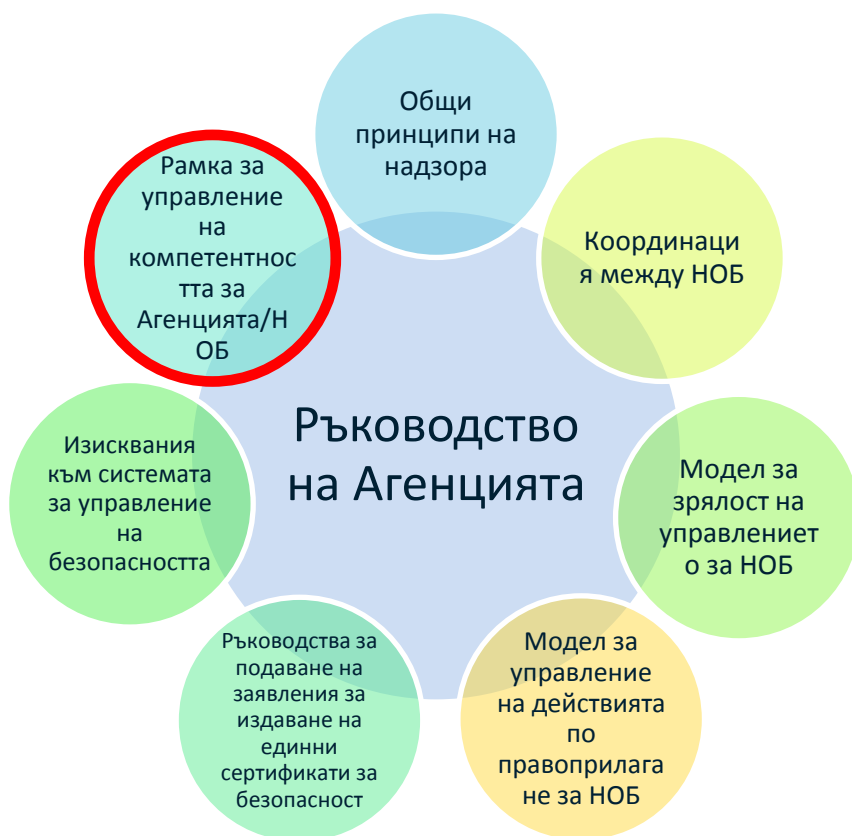 Общи
принципи на
надзора
Координаци
я между НОБ
Модел за
зрялост на
управлениет
о за НОБ
Модел за
управление
на действията
по
правоприлага
не за НОБ
Ръководства за
подаване на
заявления за
издаване на
единни
сертификати за
безопасност
Изисквания
към системата
за управление
на
безопасността
Рамка за
управление
на
компетентнос
тта за
Агенцията/Н
ОБ
Ръководство
на Агенцията